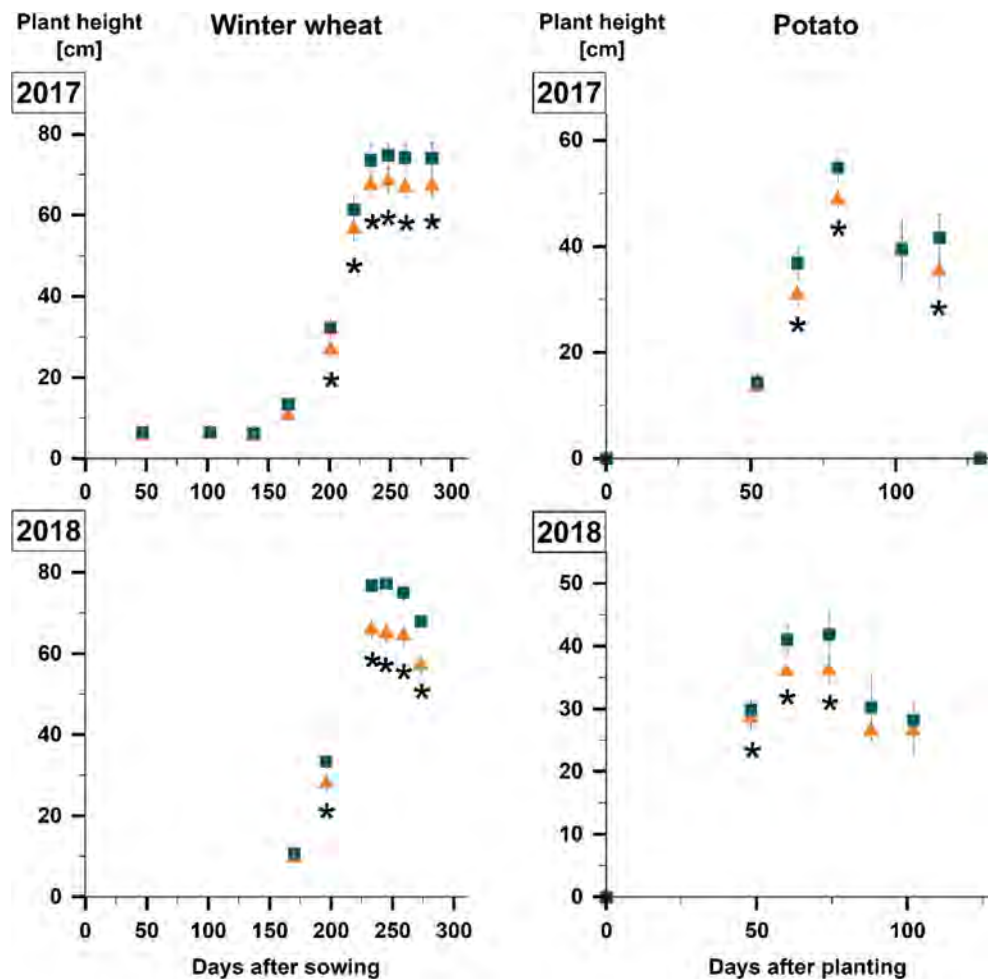 Plant height
[cm]
Winter wheat
Plant height
[cm]
Potato
2017
80
60
40
20
0
0 50 100 150 200 250 300
2017
60
40
20
0
0 50 100
2018
80
60
40
20
0
0 50 100 150 200 250 300
Days after sowing
2018
50
40
30
20
10
0
0 50 100
Days after planting